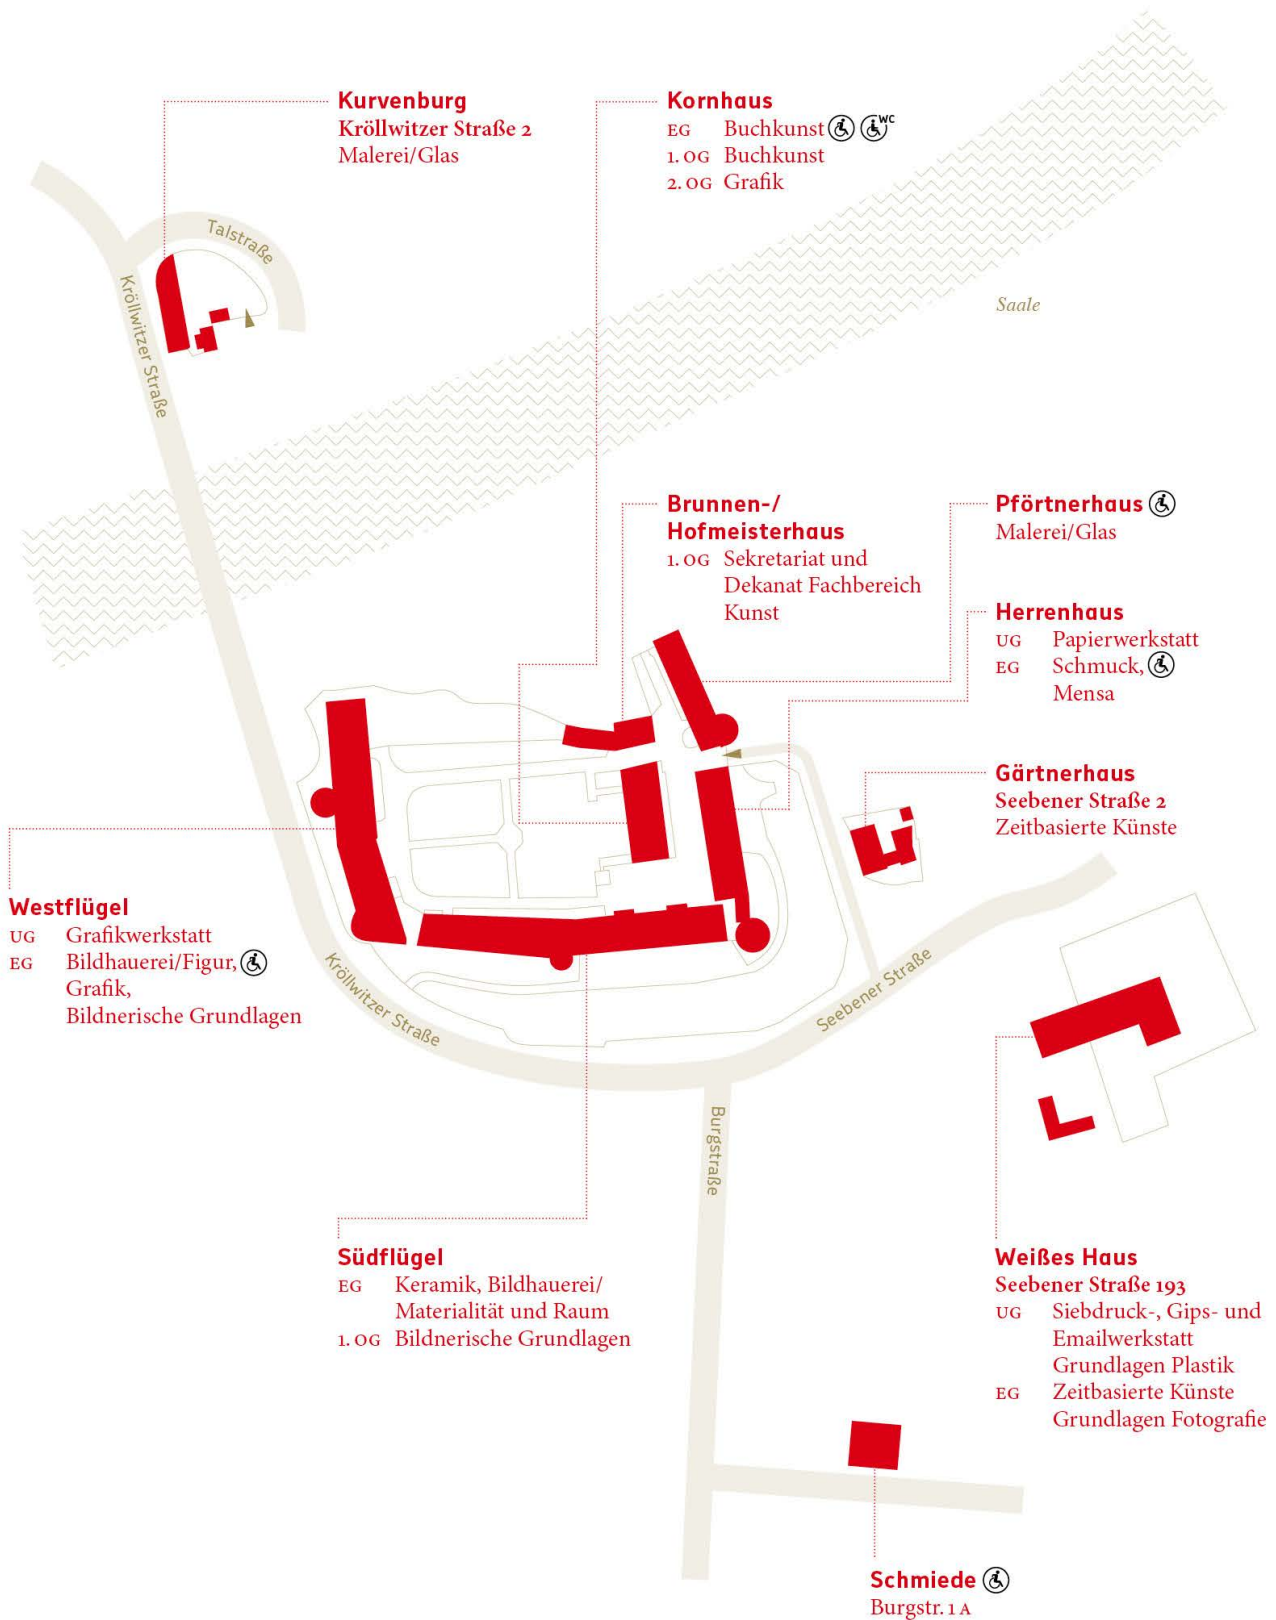 Kurvenburg
Kröllwitzer Straße 2
Malerei/Glas
Kornhaus
EG Buchkunst WC
1. OG Buchkunst
2. OG Grafik
Talstraße
Kröllwitzer Straße
Saale
Brunnen-/
Hofmeisterhaus
1. OG Sekretariat und
Dekanat Fachbereich
Kunst
Pförtnerhaus
Malerei/Glas
Herrenhaus
UG Papierwerkstatt
EG Schmuck,
Mensa
Gärtnerhaus
Seebener Straße 2
Zeitbasierte Künste
Westflügel
UG Grafikwerkstatt
EG Bildhauerei/Figur,
Grafik,
Bildnerische Grundlagen
Kröllwitzer Straße
Seebener Straße
Burgstraße
Südflügel
EG Keramik, Bildhauerei/
Materialität und Raum
1. OG Bildnerische Grundlagen
Weißes Haus
Seebener Straße 193
UG Siebdruck-, Gips- und
Emailwerkstatt
Grundlagen Plastik
EG Zeitbasierte Künste
Grundlagen Fotografie
Schmiede
Burgstr. 1 A